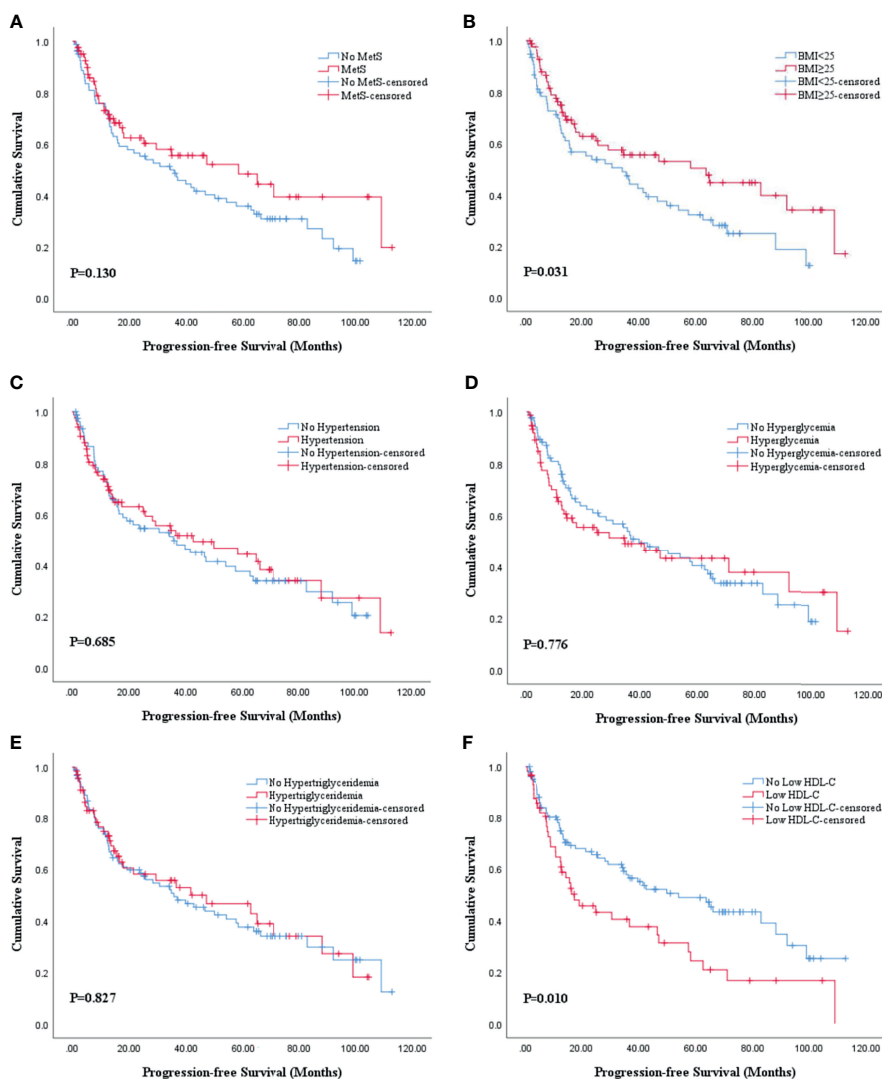 A
1.0
0.8
0.6
0.4
0.2
0.0
Cumulative Survival
No MetS
MetS
No MetS-censored
MetS-censored
P=0.130
.00 20.00 40.00 60.00 80.00 100.00 120.00
Progression-free Survival (Months)
B
1.0
0.8
0.6
0.4
0.2
0.0
Cumulative Survival
BMI<25
BMI≥25
BMI<25-censored
BMI≥25-censored
P=0.031
.00 20.00 40.00 60.00 80.00 100.00 120.00
Progression-free Survival (Months)
C
1.0
0.8
0.6
0.4
0.2
0.0
Cumulative Survival
No Hypertension
Hypertension
No Hypertension-censored
Hypertension-censored
P=0.685
.00 20.00 40.00 60.00 80.00 100.00 120.00
Progression-free Survival (Months)
D
1.0
0.8
0.6
0.4
0.2
0.0
Cumulative Survival
No Hyperglycemia
Hyperglycemia
No Hyperglycemia-censored
Hyperglycemia-censored
P=0.776
.00 20.00 40.00 60.00 80.00 100.00 120.00
Progression-free Survival (Months)
E
1.0
0.8
0.6
0.4
0.2
0.0
Cumulative Survival
No Hypertriglyceridemia
Hypertriglyceridemia
No Hypertriglyceridemia-censored
Hypertriglyceridemia-censored
P=0.827
.00 20.00 40.00 60.00 80.00 100.00 120.00
Progression-free Survival (Months)
F
1.0
0.8
0.6
0.4
0.2
0.0
Cumulative Survival
No Low HDL-C
Low HDL-C
No Low HDL-C-censored
Low HDL-C-censored
P=0.010
.00 20.00 40.00 60.00 80.00 100.00 120.00
Progression-free Survival (Months)